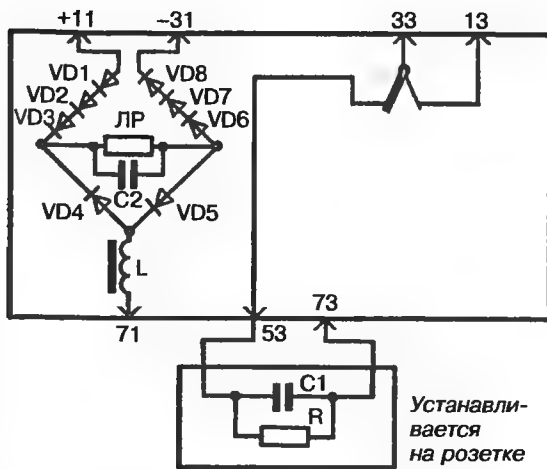 +11
–31
33
13
VD1
VD2
VD3
VD8
VD7
VD6
ЛР
C2
VD4
VD5
L
71
53
73
C1
R
Устанавли-
вается
на розетке